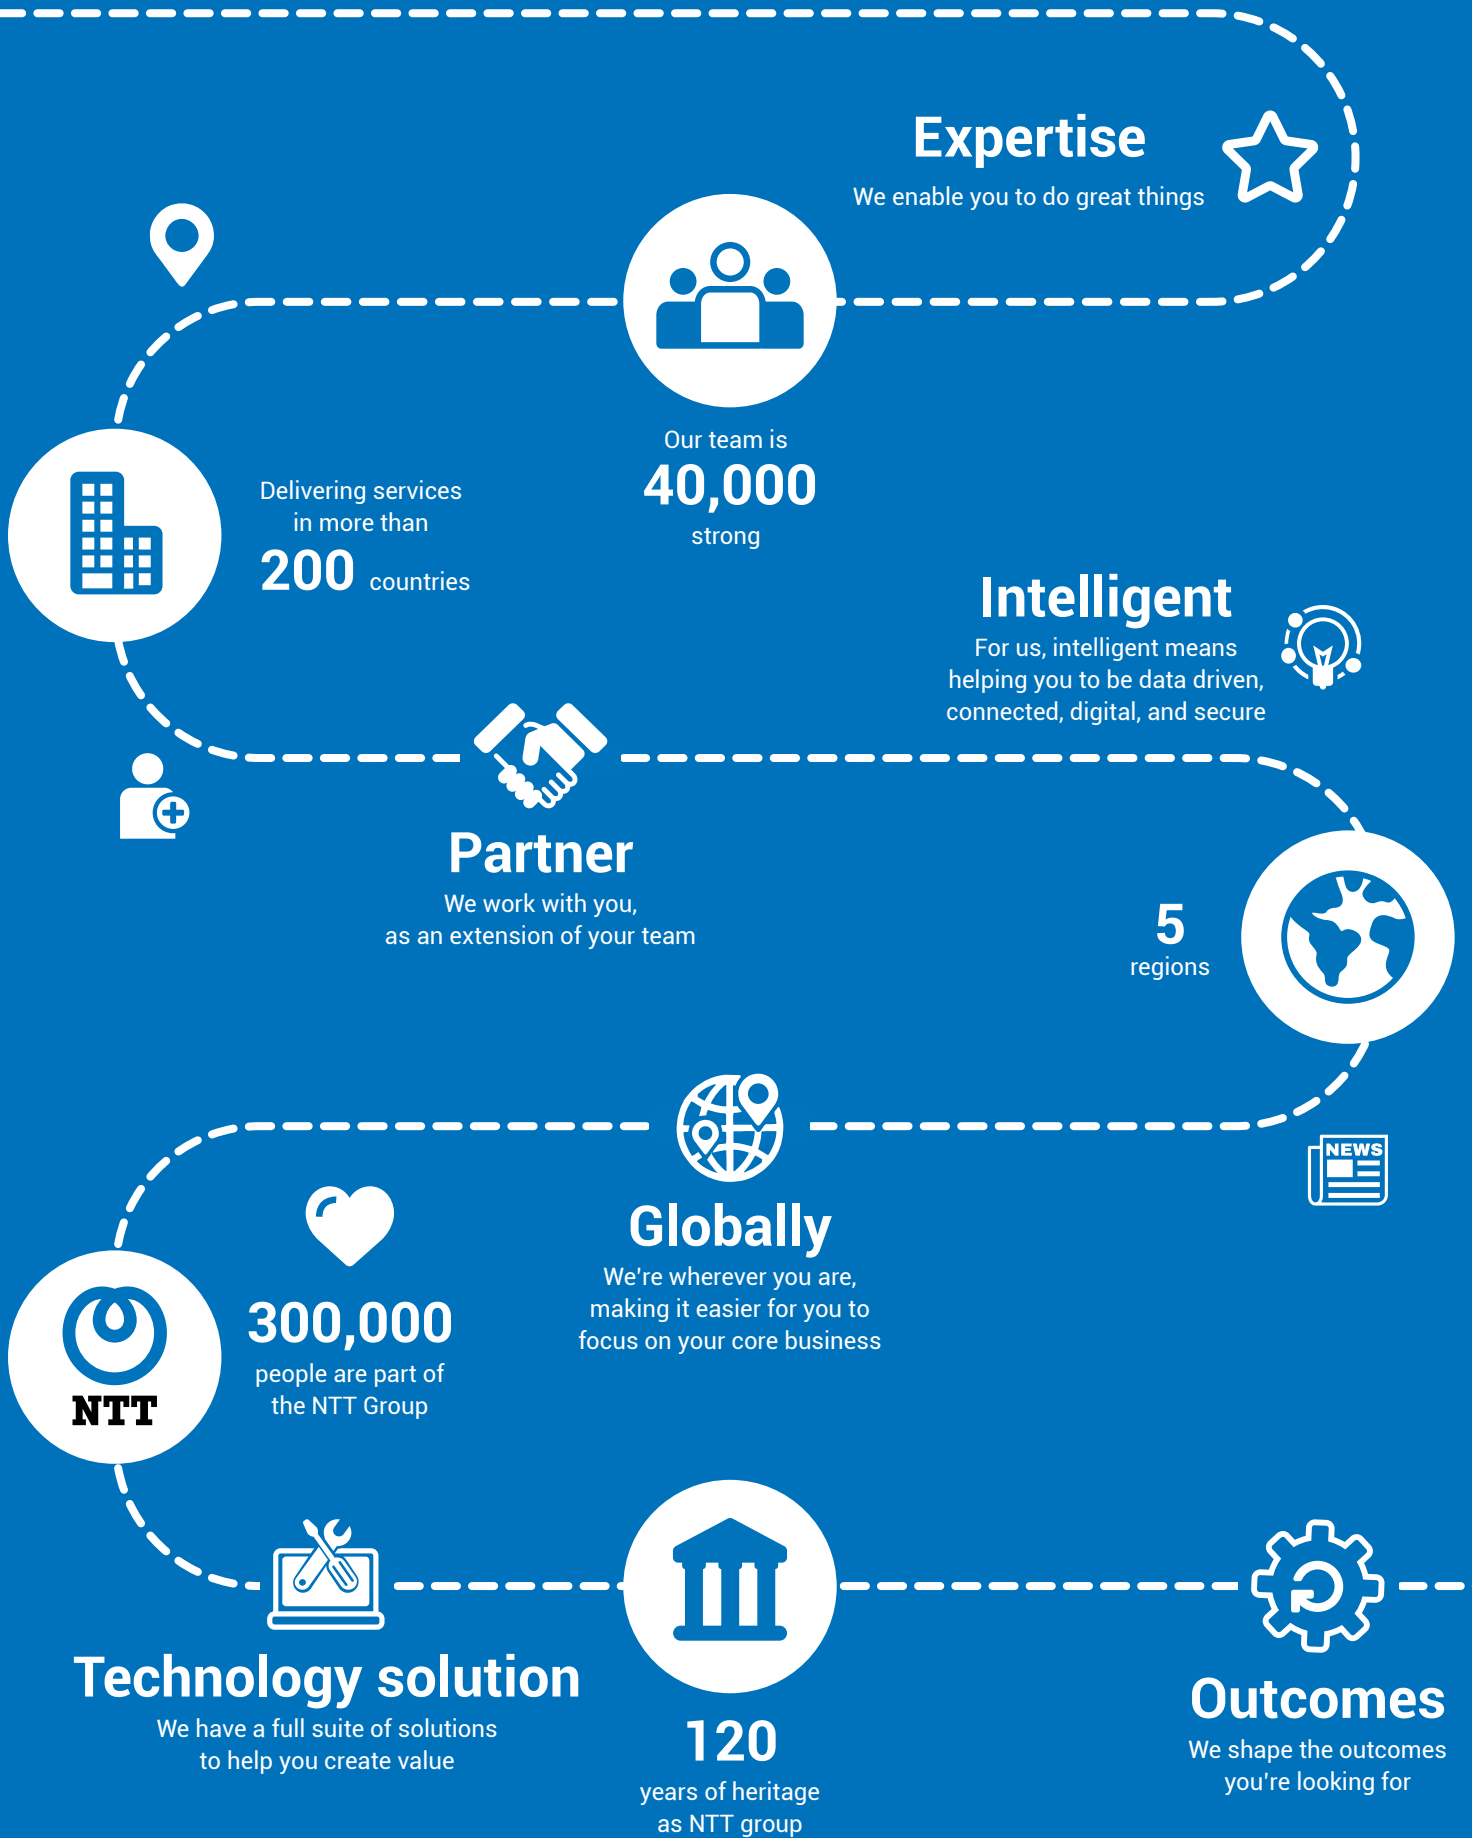 Expertise
We enable you to do great things
Our team is
40,000
strong
Delivering services
in more than
200 countries
Intelligent
For us, intelligent means
helping you to be data driven,
connected, digital, and secure
Partner
We work with you,
as an extension of your team
5
regions
NEWS
Globally
We're wherever you are,
making it easier for you to
focus on your core business
NTT
300,000
people are part of
the NTT Group
Technology solution
We have a full suite of solutions
to help you create value
120
years of heritage
as NTT group
Outcomes
We shape the outcomes
you're looking for